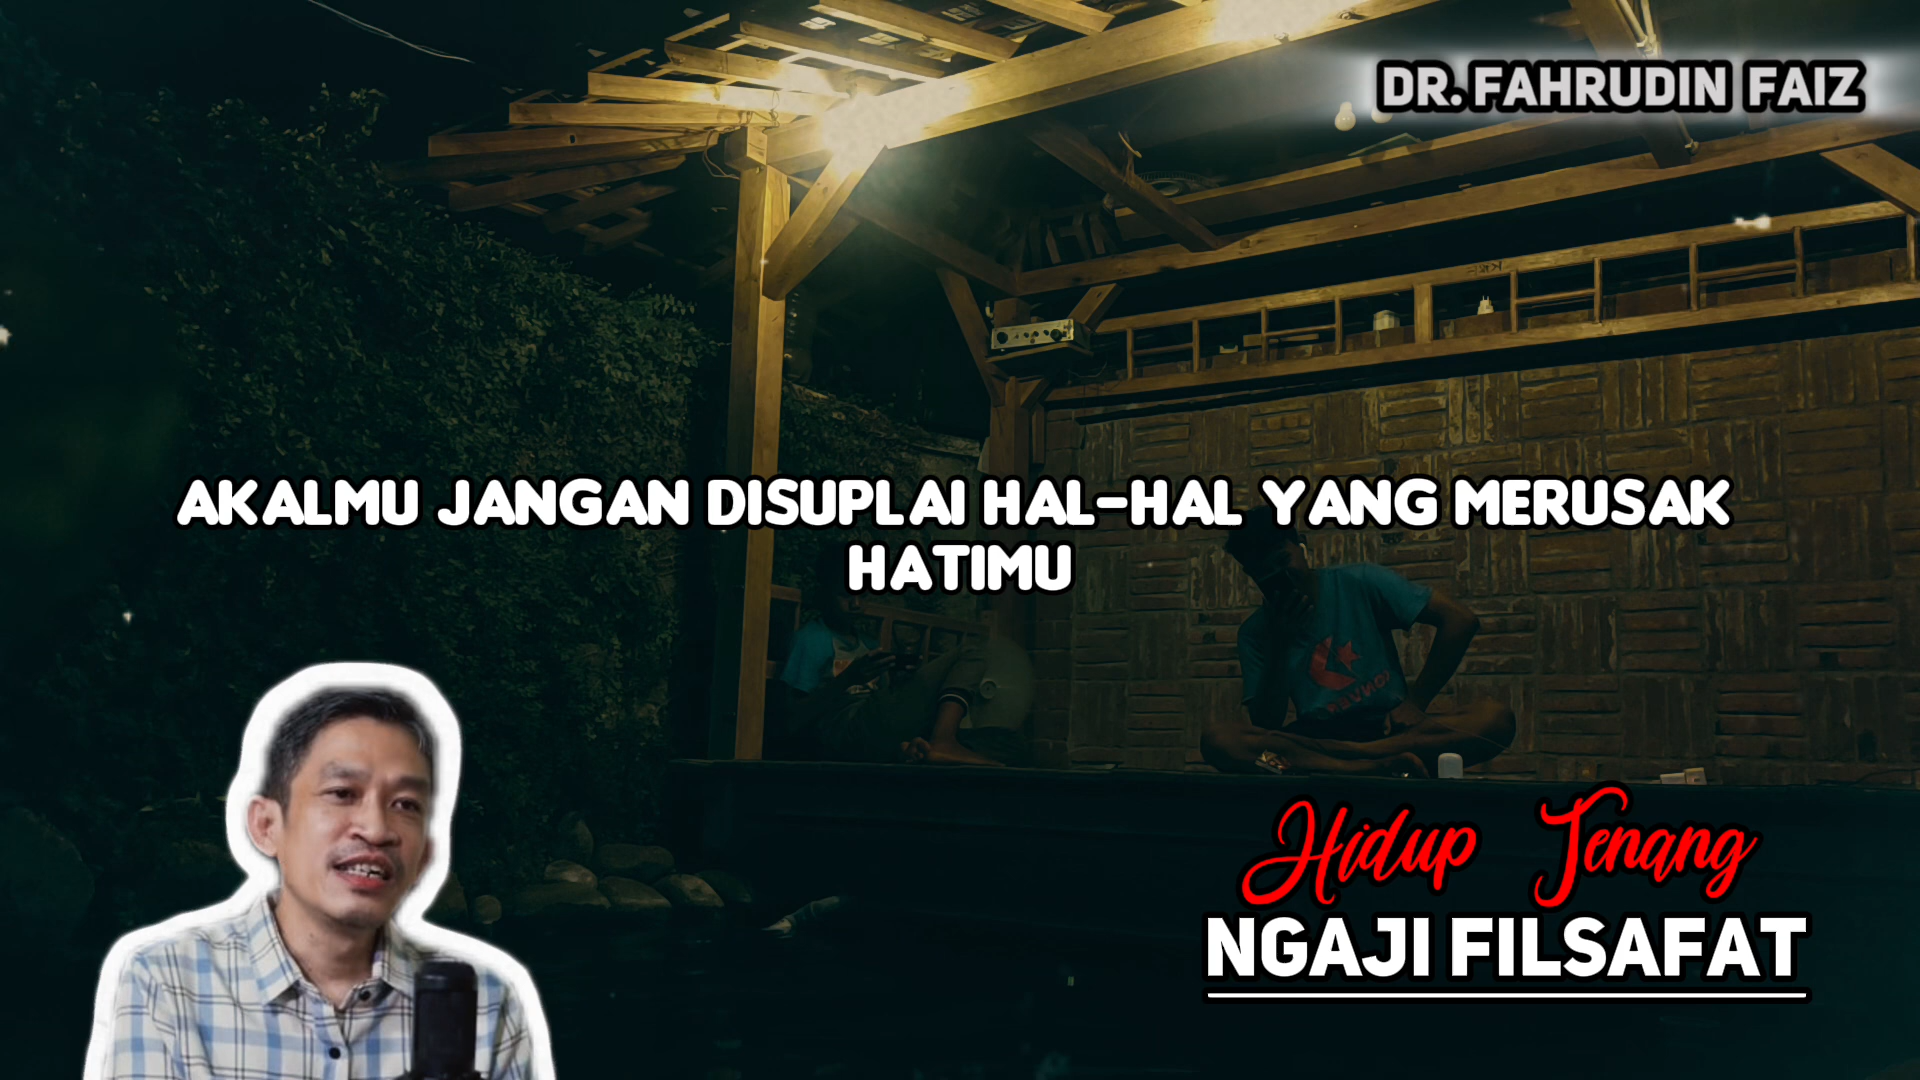 DR. FAHRUDIN FAIZ
AKALMU JANGAN DISUPLAI HAL-HAL YANG MERUSAK
HATIMU
Hidup Tenang
NGAJI FILSAFAT